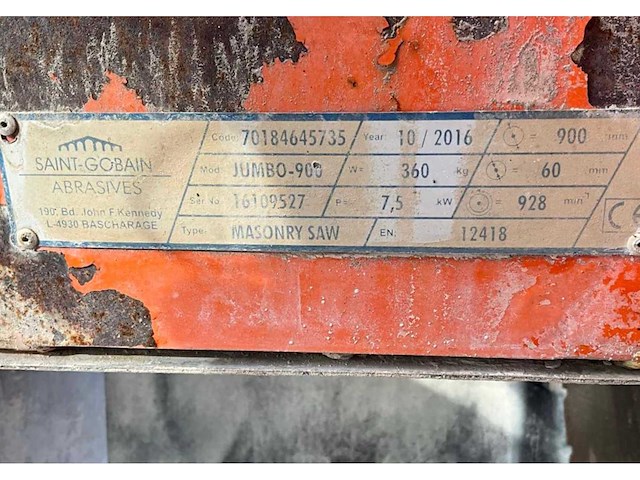 SAINT-GOBAIN
ABRASIVES
190, Bd. John F. Kennedy
L-4930 BASCHARAGE
Code: 70184645735 Year: 10 / 2016 = 900 mm
Mod: JUMBO-900 W= 360 kg = 60 mm
Ser No 16109527 P= 7,5 kW = 928 min⁻¹
Type: MASONRY SAW EN: 12418
CE